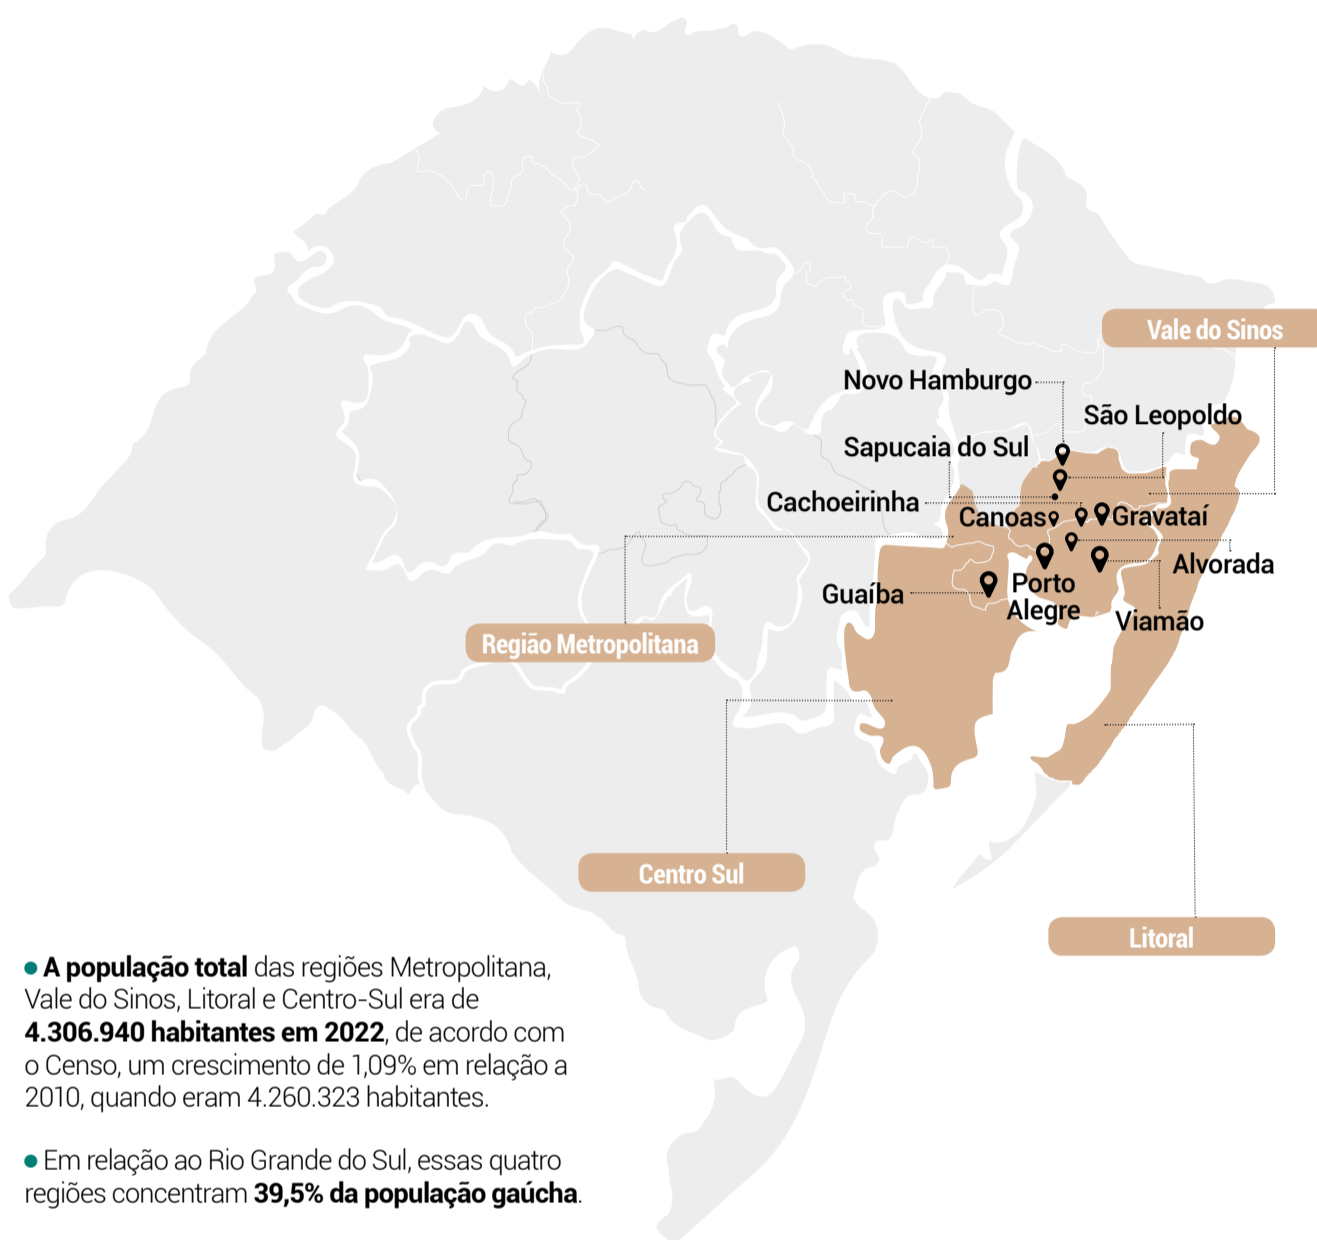 Vale do Sinos
Novo Hamburgo
São Leopoldo
Sapucaia do Sul
Cachoeirinha
Canoas
Gravataí
Alvorada
Guaíba
Porto
Alegre
Viamão
Região Metropolitana
Centro Sul
Litoral
• A população total das regiões Metropolitana,
Vale do Sinos, Litoral e Centro-Sul era de
4.306.940 habitantes em 2022, de acordo com
o Censo, um crescimento de 1,09% em relação a
2010, quando eram 4.260.323 habitantes.
• Em relação ao Rio Grande do Sul, essas quatro
regiões concentram 39,5% da população gaúcha.